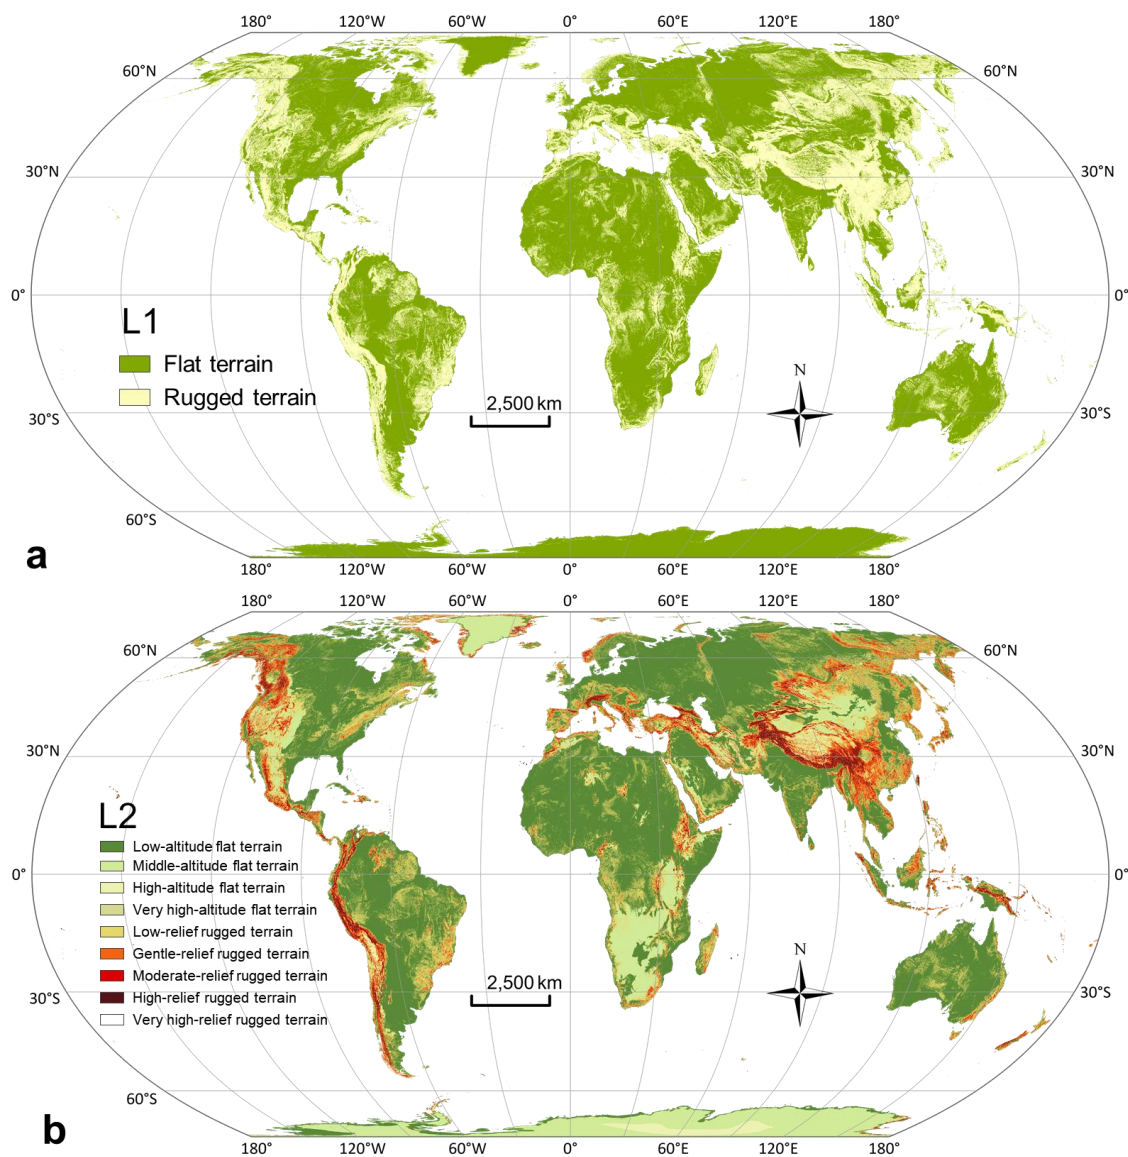 180° 120°W 60°W 0° 60°E 120°E 180°
60°N 60°N
30°N 30°N
0° 0°
L1
Flat terrain
Rugged terrain
N
2,500 km
30°S 30°S
60°S 60°S
a
180° 120°W 60°W 0° 60°E 120°E 180°
180° 120°W 60°W 0° 60°E 120°E 180°
60°N 60°N
30°N 30°N
L2
Low-altitude flat terrain
Middle-altitude flat terrain
0° 0°
High-altitude flat terrain
Very high-altitude flat terrain
Low-relief rugged terrain
Gentle-relief rugged terrain
N
Moderate-relief rugged terrain
2,500 km
High-relief rugged terrain
30°S 30°S
Very high-relief rugged terrain
60°S 60°S
b
180° 120°W 60°W 0° 60°E 120°E 180°